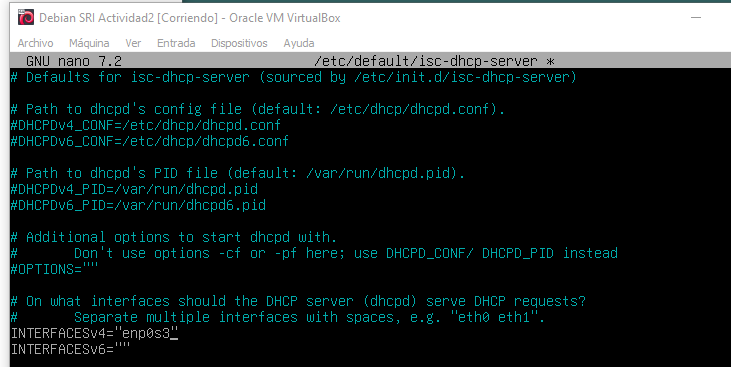 Debian SRI Actividad2 [Corriendo] - Oracle VM VirtualBox
Archivo Máquina Ver Entrada Dispositivos Ayuda
GNU nano 7.2 /etc/default/isc-dhcp-server *
# Defaults for isc-dhcp-server (sourced by /etc/init.d/isc-dhcp-server)
# Path to dhcpd's config file (default: /etc/dhcp/dhcpd.conf).
#DHCPDv4_CONF=/etc/dhcp/dhcpd.conf
#DHCPDv6_CONF=/etc/dhcp/dhcpd6.conf
# Path to dhcpd's PID file (default: /var/run/dhcpd.pid).
#DHCPDv4_PID=/var/run/dhcpd.pid
#DHCPDv6_PID=/var/run/dhcpd6.pid
# Additional options to start dhcpd with.
# Don't use options -cf or -pf here; use DHCPD_CONF/ DHCPD_PID instead
#OPTIONS=""
# On what interfaces should the DHCP server (dhcpd) serve DHCP requests?
# Separate multiple interfaces with spaces, e.g. "eth0 eth1".
INTERFACESv4="enp0s3"
INTERFACESv6=""